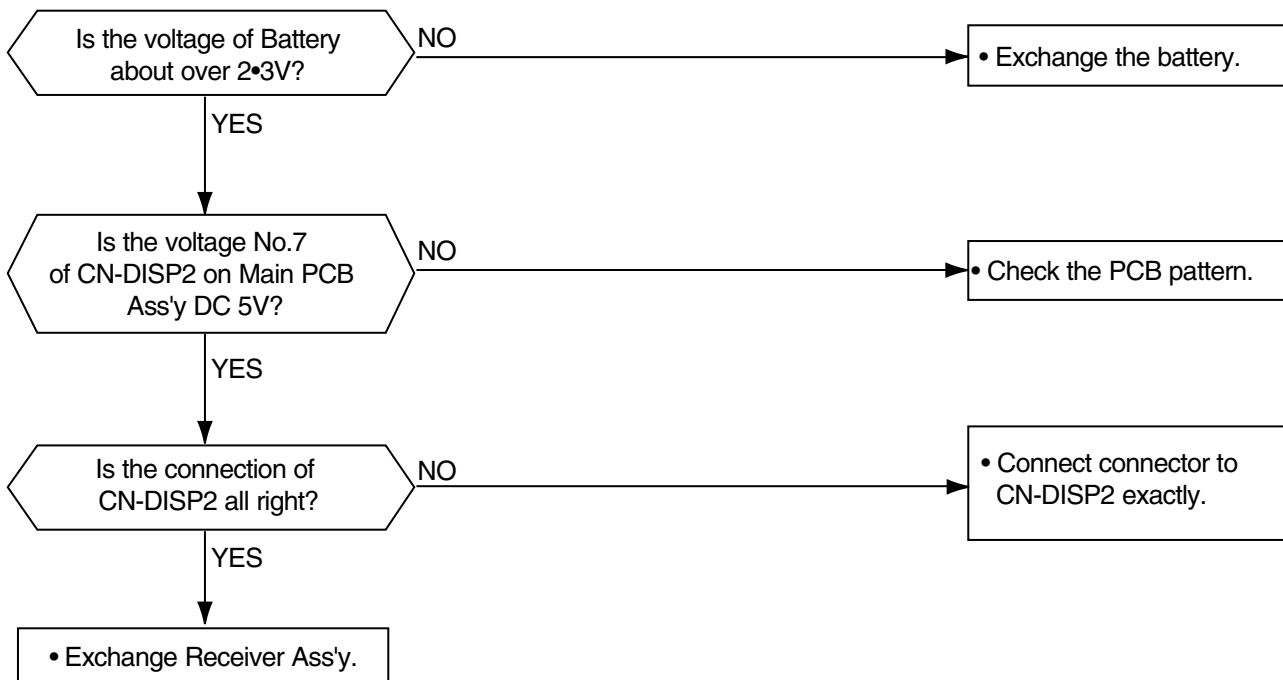 Is the voltage of Battery
about over 2•3V?
NO
• Exchange the battery.
YES
Is the voltage No.7
of CN-DISP2 on Main PCB
Ass'y DC 5V?
NO
• Check the PCB pattern.
YES
Is the connection of
CN-DISP2 all right?
NO
• Connect connector to
CN-DISP2 exactly.
YES
• Exchange Receiver Ass'y.